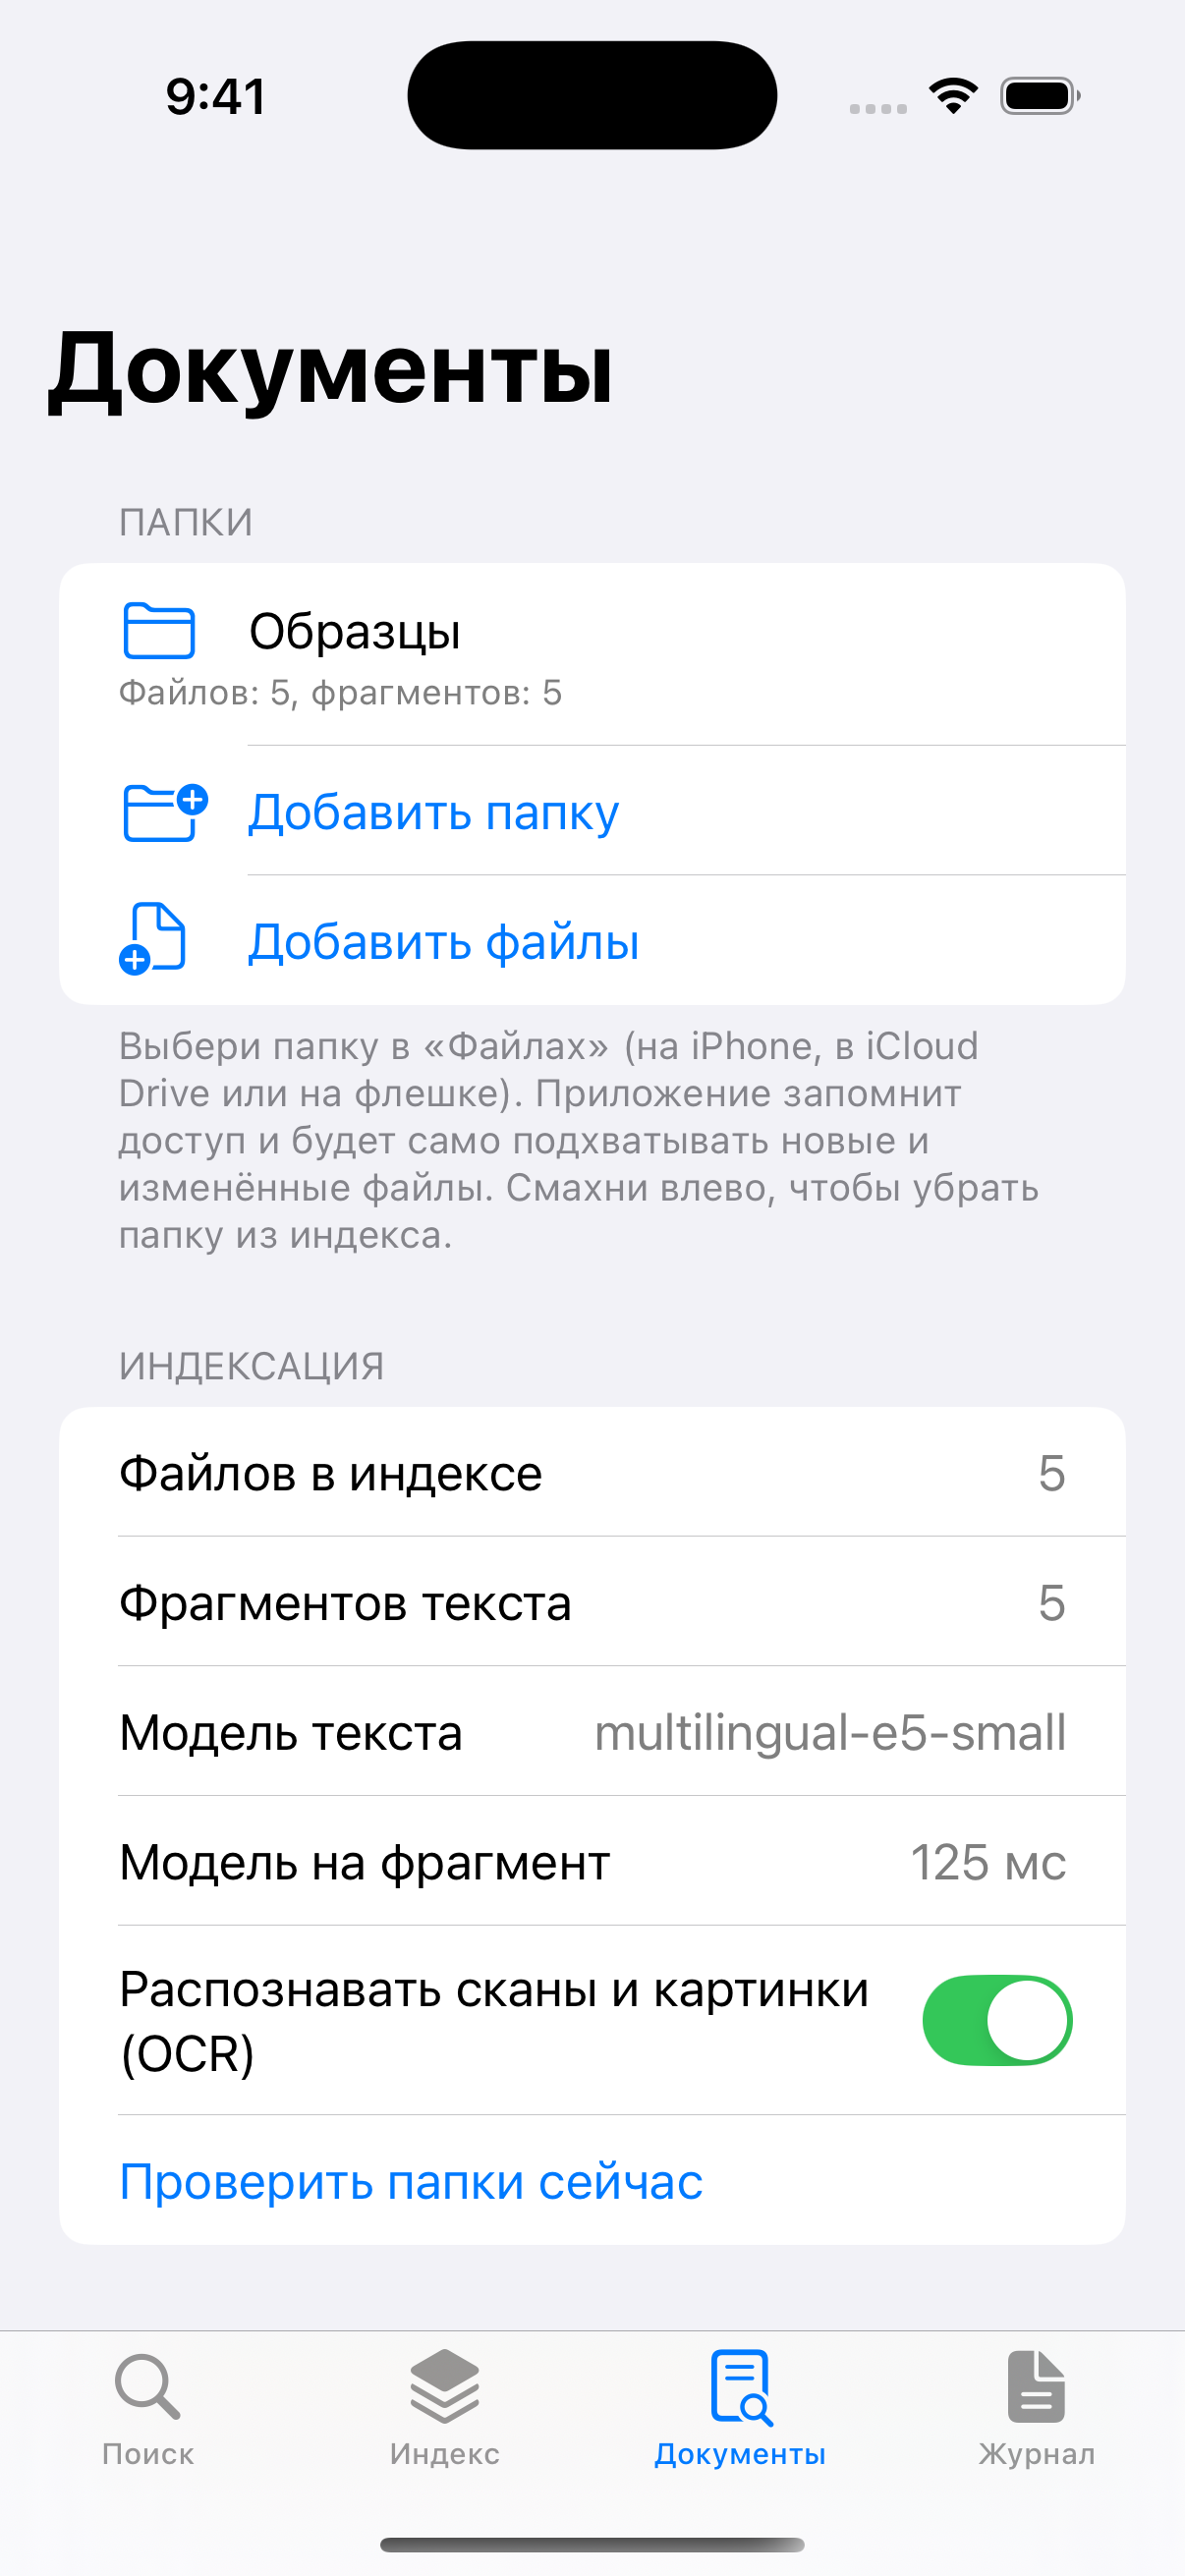 9:41
Документы
ПАПКИ
Образцы
Файлов: 5, фрагментов: 5
Добавить папку
Добавить файлы
Выбери папку в «Файлах» (на iPhone, в iCloud
Drive или на флешке). Приложение запомнит
доступ и будет само подхватывать новые и
изменённые файлы. Смахни влево, чтобы убрать
папку из индекса.
ИНДЕКСАЦИЯ
Файлов в индексе 5
Фрагментов текста 5
Модель текста multilingual-e5-small
Модель на фрагмент 125 мс
Распознавать сканы и картинки
(OCR)
Проверить папки сейчас
Поиск Индекс Документы Журнал